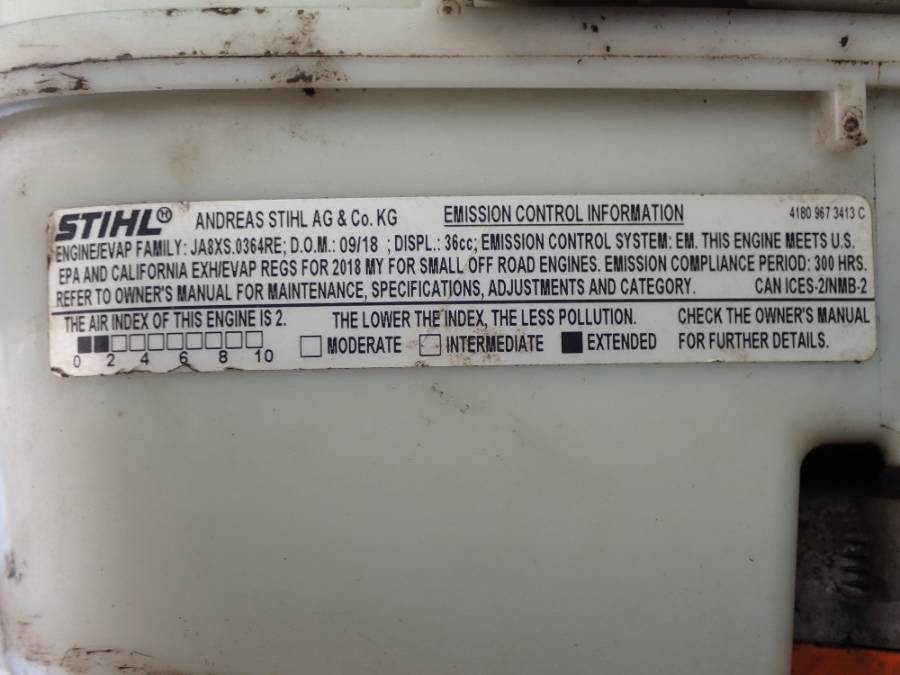 STIHL® ANDREAS STIHL AG & Co. KG EMISSION CONTROL INFORMATION 4180 967 3413 C
ENGINE/EVAP FAMILY: JA8XS.0364RE; D.O.M.: 09/18 ; DISPL.: 36cc; EMISSION CONTROL SYSTEM: EM. THIS ENGINE MEETS U.S.
EPA AND CALIFORNIA EXH/EVAP REGS FOR 2018 MY FOR SMALL OFF ROAD ENGINES. EMISSION COMPLIANCE PERIOD: 300 HRS.
REFER TO OWNER'S MANUAL FOR MAINTENANCE, SPECIFICATIONS, ADJUSTMENTS AND CATEGORY. CAN ICES-2/NMB-2
THE AIR INDEX OF THIS ENGINE IS 2. THE LOWER THE INDEX, THE LESS POLLUTION. CHECK THE OWNER'S MANUAL
MODERATE INTERMEDIATE EXTENDED FOR FURTHER DETAILS.
0 2 4 6 8 10